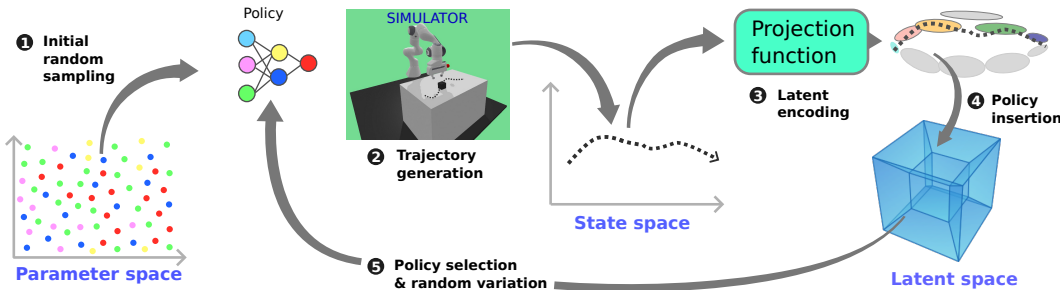 ❶ Initial
random
sampling
Parameter space
Policy
SIMULATOR
❷ Trajectory
generation
State space
Projection
function
❸ Latent
encoding
❹ Policy
insertion
Latent space
❺ Policy selection
& random variation